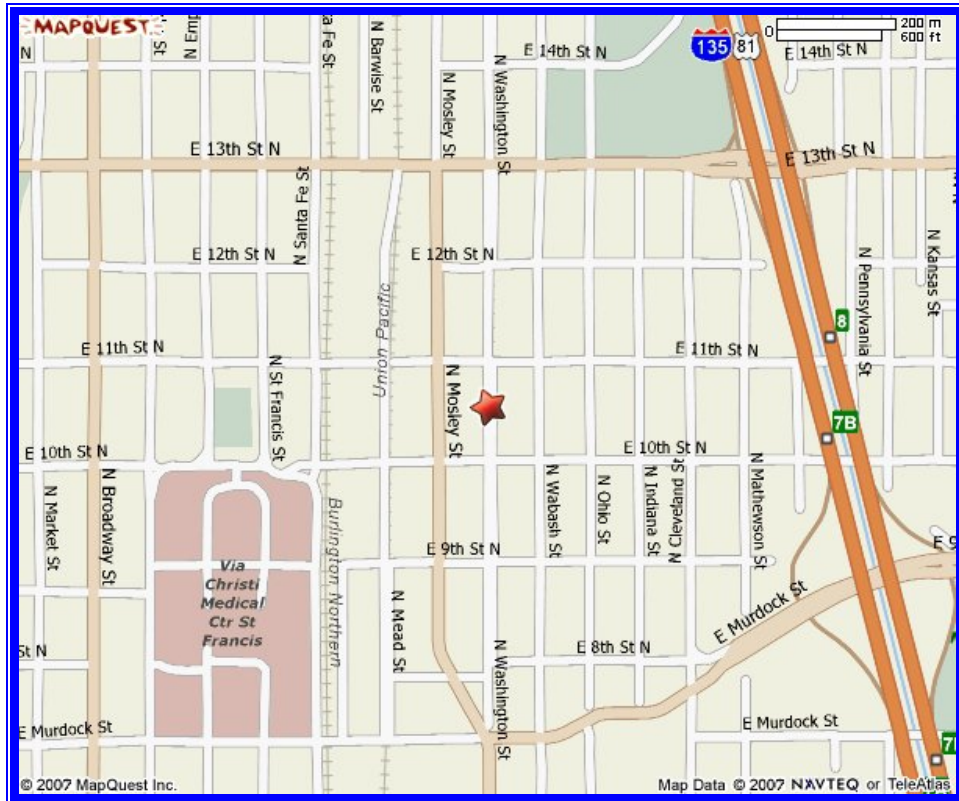 MAPQUEST
N Barwise St
E 14th St N
135
81
0
200 m
600 ft
E 14th St N
N Mosley St
N Washington St
E 13th St N
E 13th St N
N Santa Fe St
E 12th St N
E 12th St N
N Pennsylvania St
N Kansas St
Union Pacific
8
E 11th St N
E 11th St N
N St Francis St
N Mosley St
7B
E 10th St N
E 10th St N
N Market St
N Broadway St
Burlington Northern
N Wabash St
N Ohio St
N Indiana St
N Cleveland St
N Mathewson St
E 9th St N
Via
Christi
Medical
Ctr St
Francis
N Mead St
E Murdock St
St N
E 8th St N
N Washington St
E Murdock St
E Murdock St
© 2007 MapQuest Inc.
Map Data © 2007 NAVTEQ or TeleAtlas